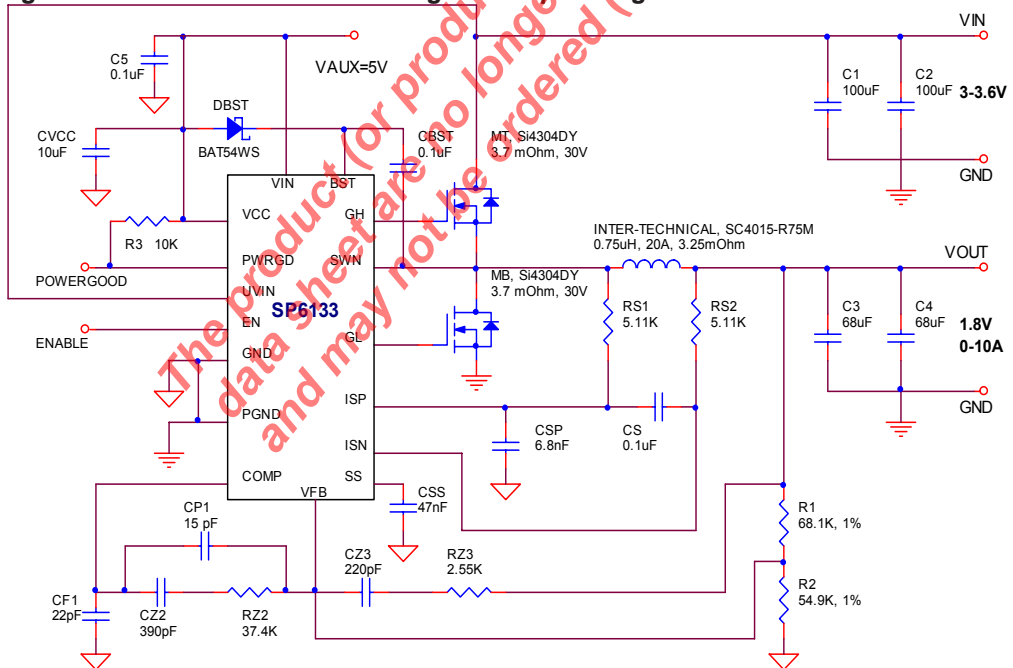 VIN
C5
0.1uF
VAUX=5V
C1
100uF
C2
100uF
3-3.6V
DBST
BAT54WS
CVCC
10uF
CBST
0.1uF
MT, Si4304DY
3.7 mOhm, 30V
GND
VIN
BST
VCC
GH
R3 10K
INTER-TECHNICAL, SC4015-R75M
0.75uH, 20A, 3.25mOhm
PWRGD
SWN
VOUT
POWERGOOD
MB, Si4304DY
3.7 mOhm, 30V
UVIN
SP6133
RS1
5.11K
RS2
5.11K
C3
68uF
C4
68uF
1.8V
0-10A
EN
ENABLE
GL
GND
ISP
GND
PGND
CSP
6.8nF
CS
0.1uF
ISN
COMP
SS
VFB
CSS
47nF
R1
68.1K, 1%
CP1
15 pF
CZ3
220pF
RZ3
2.55K
R2
54.9K, 1%
CF1
22pF
CZ2
390pF
RZ2
37.4K
The product (or produc
data sheet are no longe
and may not be ordered (